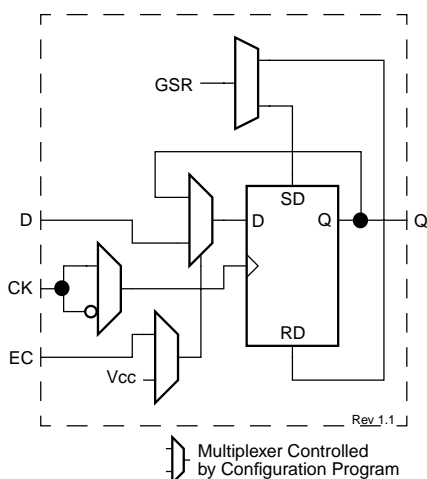 GSR
SD
D
D
Q
Q
CK
RD
EC
Vcc
Rev 1.1
Multiplexer Controlled
by Configuration Program